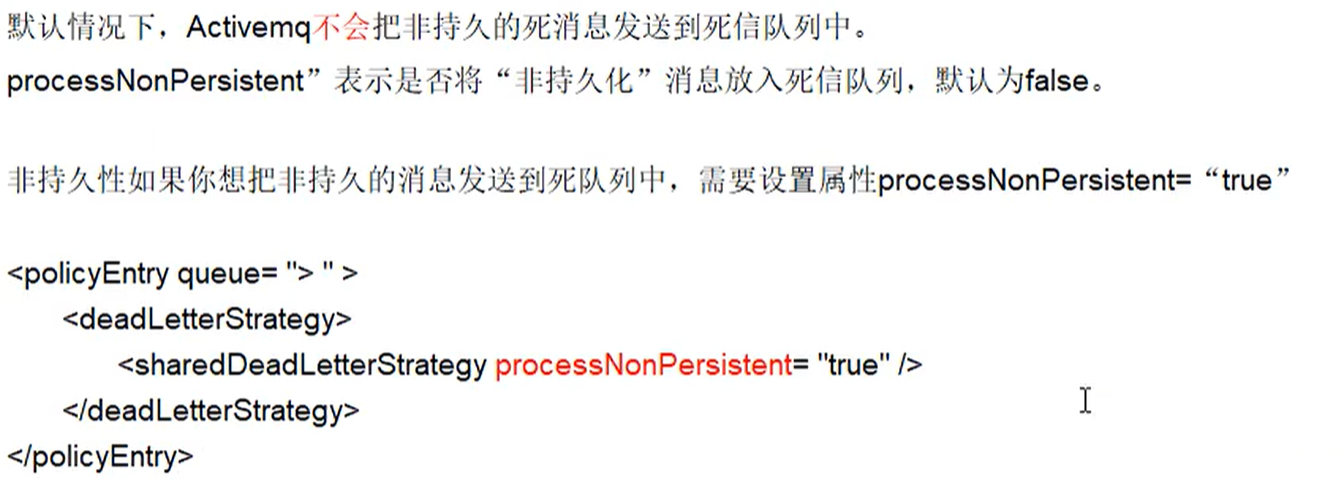 默认情况下，Activemq不会把非持久的死消息发送到死信队列中。
processNonPersistent”表示是否将“非持久化”消息放入死信队列，默认为false。
非持久性如果你想把非持久的消息发送到死队列中，需要设置属性processNonPersistent=“true”
<policyEntry queue= "> " >
<deadLetterStrategy>
<sharedDeadLetterStrategy processNonPersistent= "true" />
</deadLetterStrategy>
</policyEntry>